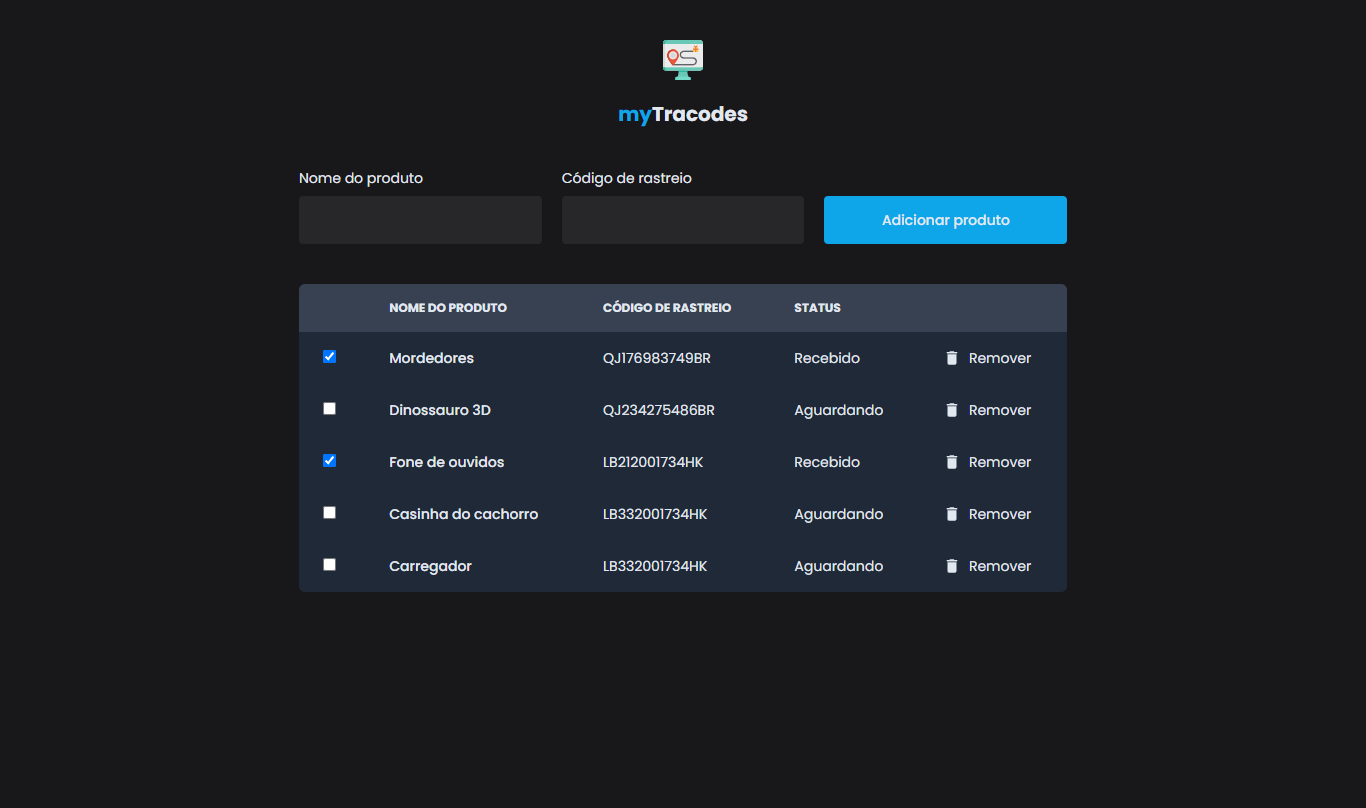 myTracodes
Nome do produto Código de rastreio
Adicionar produto
NOME DO PRODUTO CÓDIGO DE RASTREIO STATUS
Mordedores QJ176983749BR Recebido Remover
Dinossauro 3D QJ234275486BR Aguardando Remover
Fone de ouvidos LB212001734HK Recebido Remover
Casinha do cachorro LB332001734HK Aguardando Remover
Carregador LB332001734HK Aguardando Remover